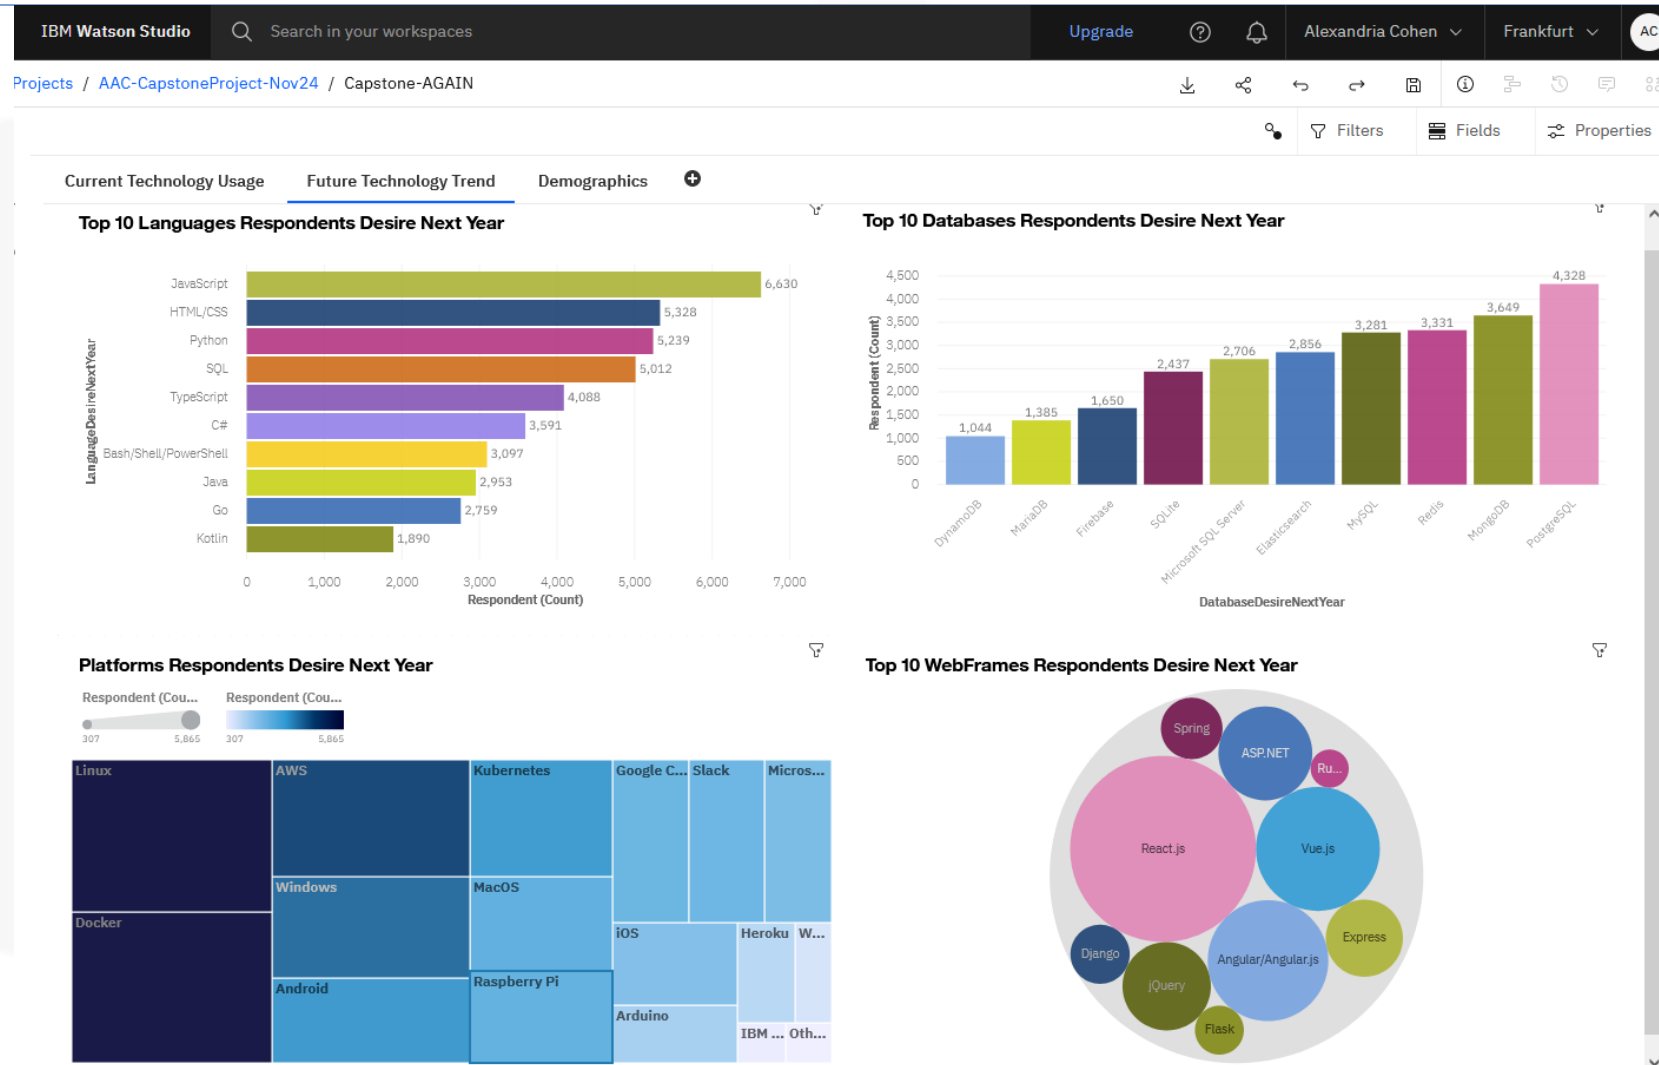 IBM Watson Studio
Search in your workspaces
Upgrade
Alexandria Cohen
Frankfurt
AC
Projects / AAC-CapstoneProject-Nov24 / Capstone-AGAIN
Filters
Fields
Properties
Current Technology Usage
Future Technology Trend
Demographics
Top 10 Languages Respondents Desire Next Year
LanguageDesireNextYear
JavaScript 6,630
HTML/CSS 5,328
Python 5,239
SQL 5,012
TypeScript 4,088
C# 3,591
Bash/Shell/PowerShell 3,097
Java 2,953
Go 2,759
Kotlin 1,890
0 1,000 2,000 3,000 4,000 5,000 6,000 7,000
Respondent (Count)
Top 10 Databases Respondents Desire Next Year
Respondent (Count)
4,500
4,000
3,500
3,000
2,500
2,000
1,500
1,000
500
0
1,044 1,385 1,650 2,437 2,706 2,856 3,281 3,331 3,649 4,328
DynamoDB MariaDB Firebase SQLite Microsoft SQL Server Elasticsearch MySQL Redis MongoDB PostgreSQL
DatabaseDesireNextYear
Platforms Respondents Desire Next Year
Respondent (Cou... Respondent (Cou...
307 5,865 307 5,865
Linux
Docker
AWS
Windows
Android
Kubernetes
MacOS
Raspberry Pi
Google C...
Slack
Micros...
iOS
Arduino
Heroku
W...
IBM ...
Oth...
Top 10 WebFrames Respondents Desire Next Year
Spring
ASP.NET
Ru...
React.js
Vue.js
Express
Angular/Angular.js
Django
jQuery
Flask